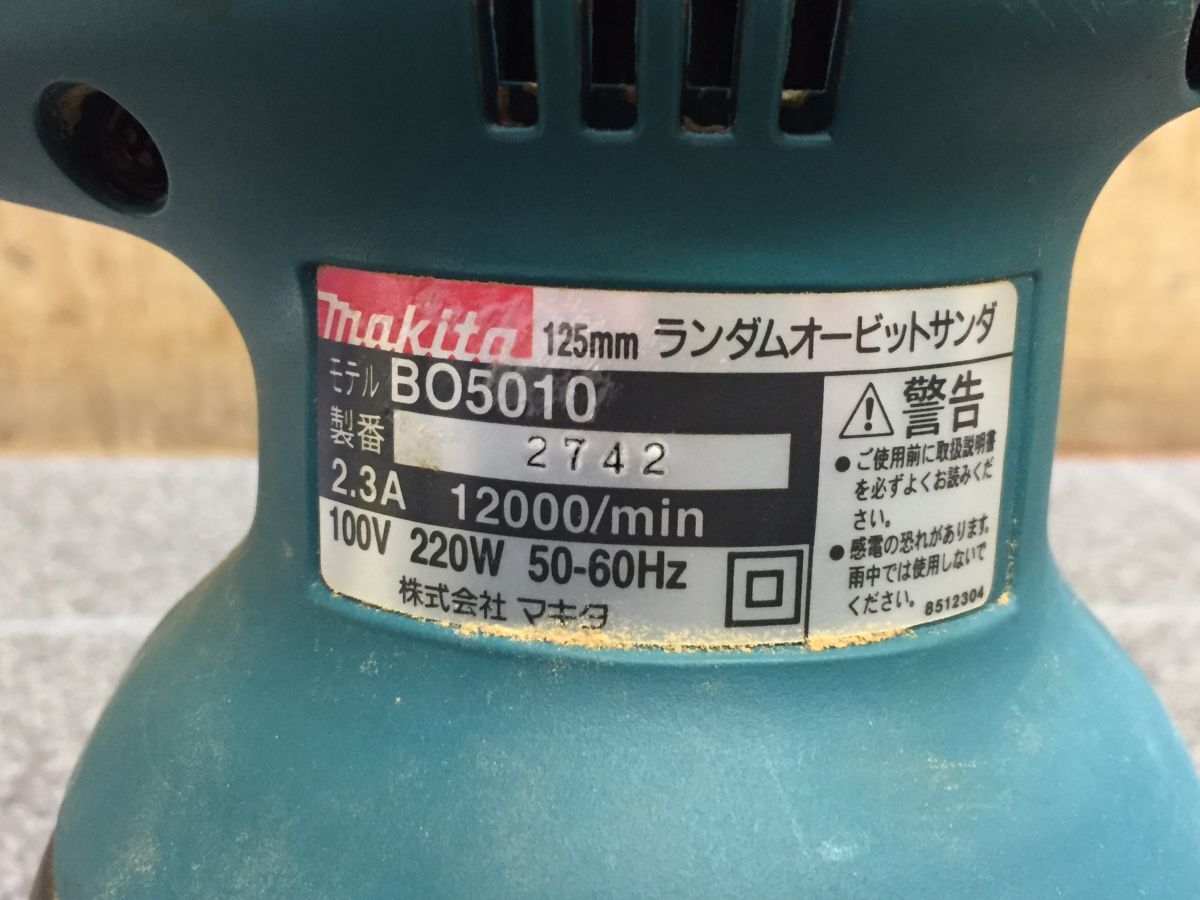 makita 125mm ランダムオービットサンダ
モデル BO5010
製番 2742
2.3A 12000/min
100V 220W 50-60Hz
株式会社 マキタ
警告
●ご使用前に取扱説明書
を必ずよくお読みくだ
さい。
●感電の恐れがあります。
雨中では使用しないで
ください。
8512304